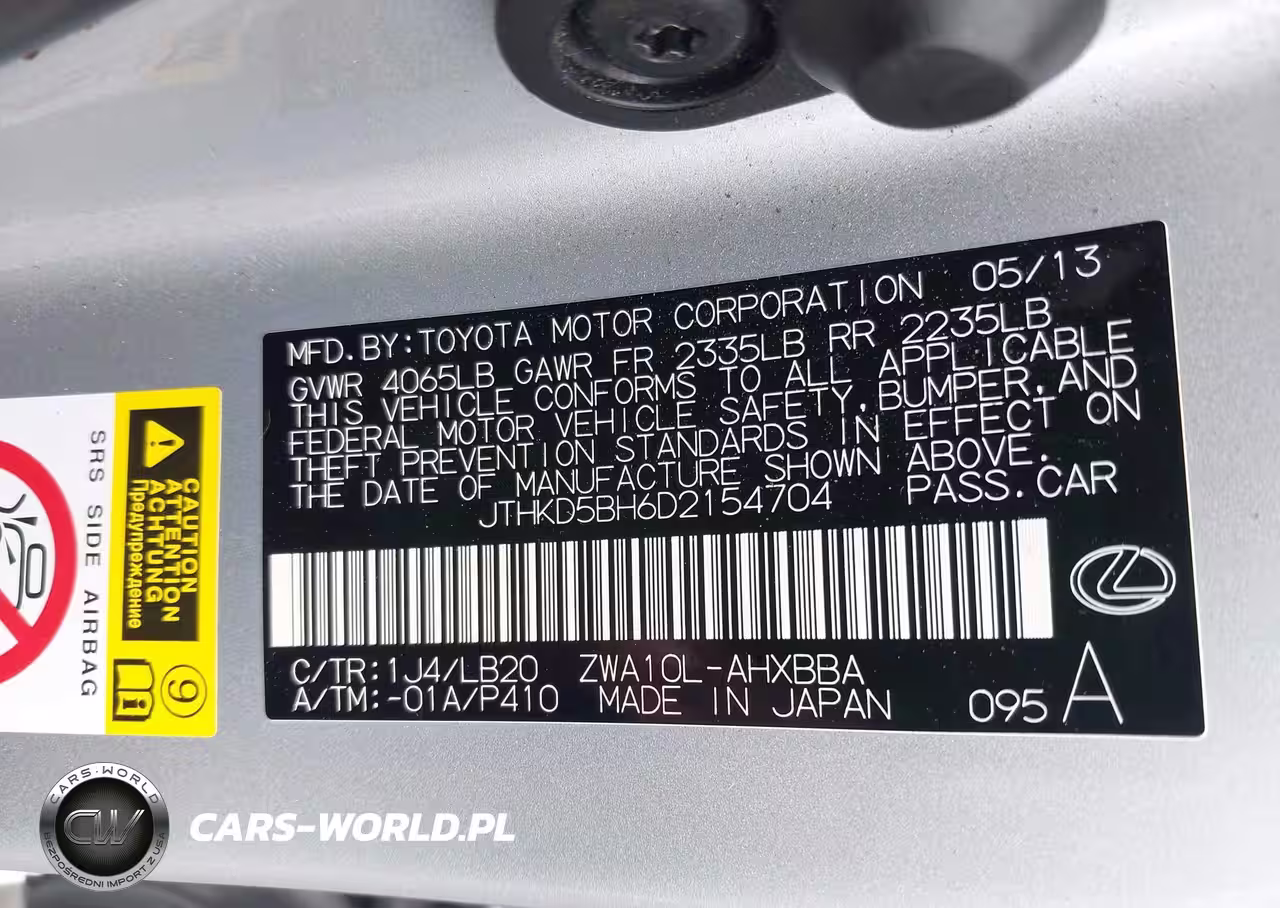 MFD.BY:TOYOTA MOTOR CORPORATION 05/13
GVWR 4065LB GAWR FR 2335LB RR 2235LB
THIS VEHICLE CONFORMS TO ALL APPLICABLE
FEDERAL MOTOR VEHICLE SAFETY,BUMPER,AND
THEFT PREVENTION STANDARDS IN EFFECT ON
THE DATE OF MANUFACTURE SHOWN ABOVE.
JTHKD5BH6D2154704 PASS.CAR
C/TR:1J4/LB20 ZWA10L-AHXBBA
A/TM:-01A/P410 MADE IN JAPAN 095 A
CAUTION
ATTENTION
ACHTUNG
Предупреждение
SRS SIDE AIRBAG
9
CARS-WORLD
CW
BEZPOŚREDNI IMPORT Z USA
CARS-WORLD.PL